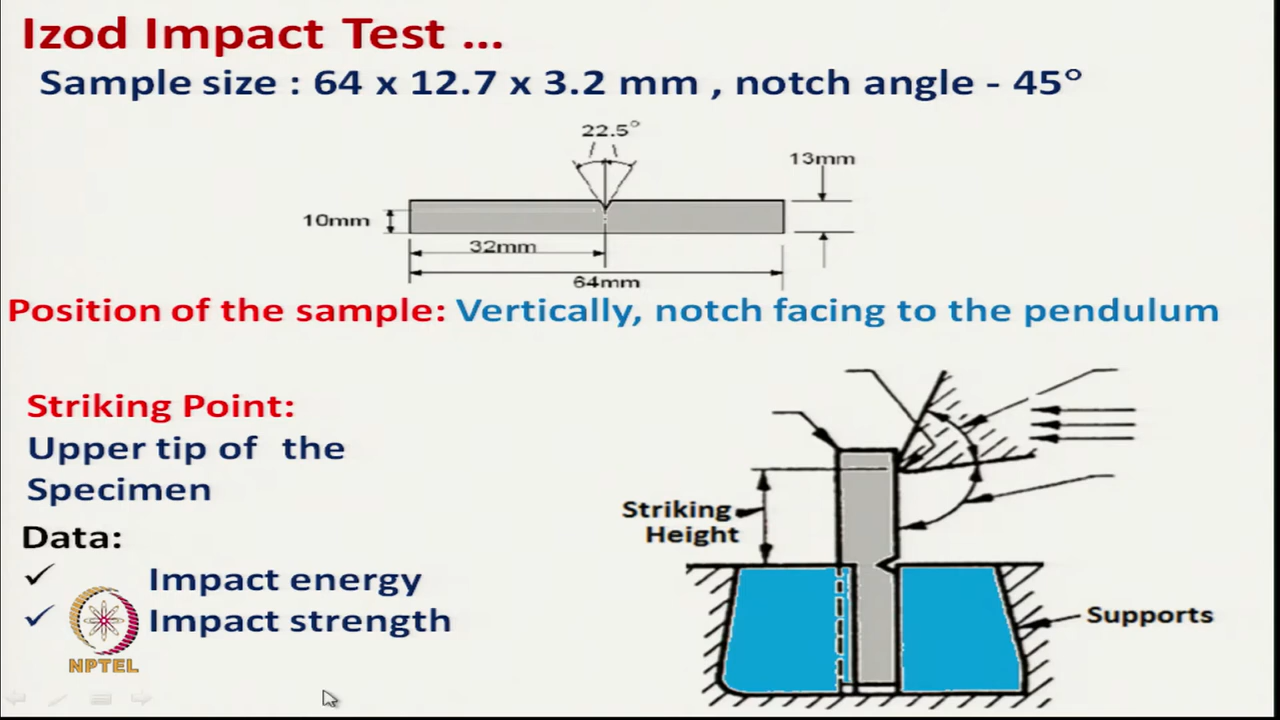 Izod Impact Test ...
Sample size : 64 x 12.7 x 3.2 mm , notch angle - 45°
22.5°
13mm
10mm
32mm
64mm
Position of the sample: Vertically, notch facing to the pendulum
Striking Point:
Upper tip of the
Specimen
Data:
✓ Impact energy
✓ Impact strength
Striking
Height
Supports
NPTEL